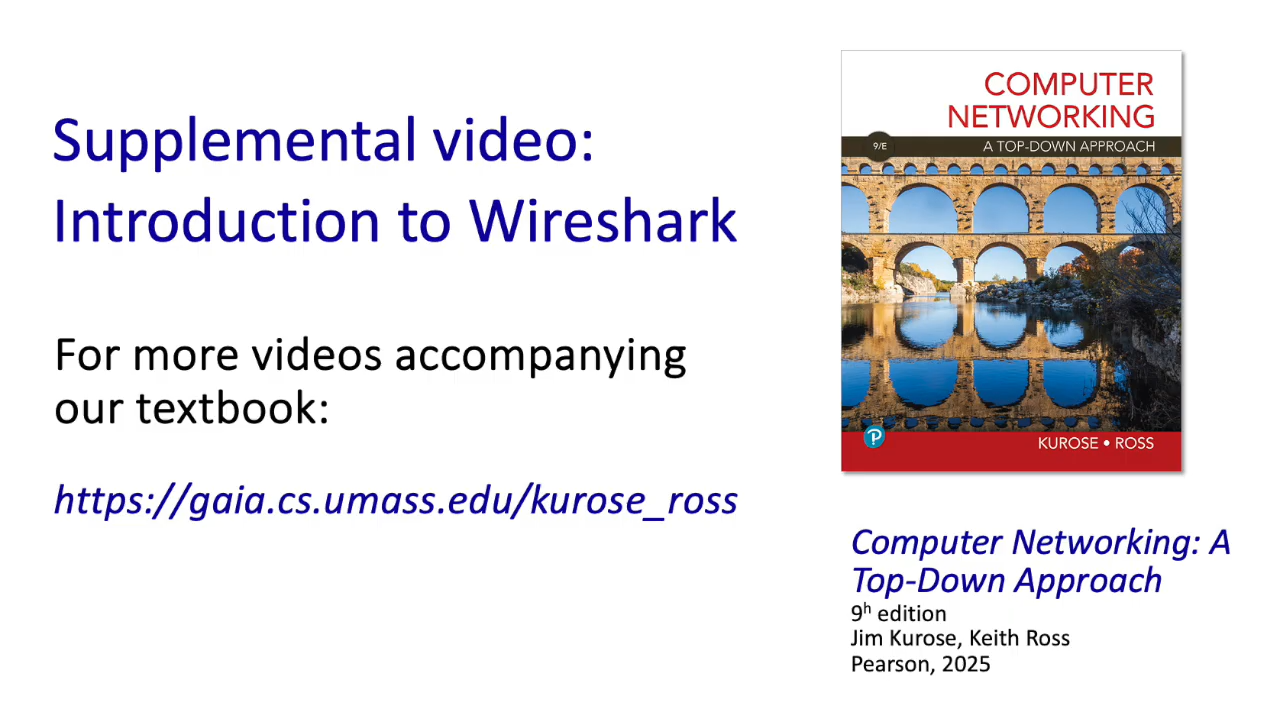 Supplemental video:
Introduction to Wireshark
For more videos accompanying
our textbook:
https://gaia.cs.umass.edu/kurose_ross
COMPUTER
NETWORKING
9/E
A TOP-DOWN APPROACH
P
KUROSE • ROSS
Computer Networking: A
Top-Down Approach
9h edition
Jim Kurose, Keith Ross
Pearson, 2025